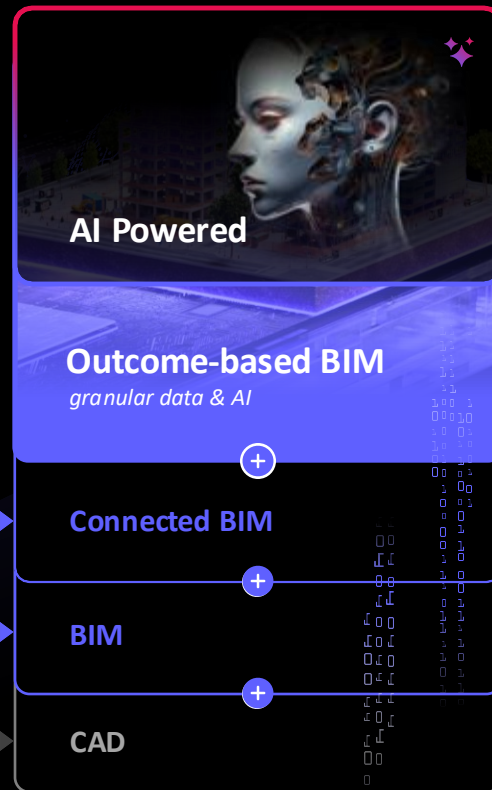 AI Powered
Outcome-based BIM
granular data & AI
Connected BIM
BIM
CAD